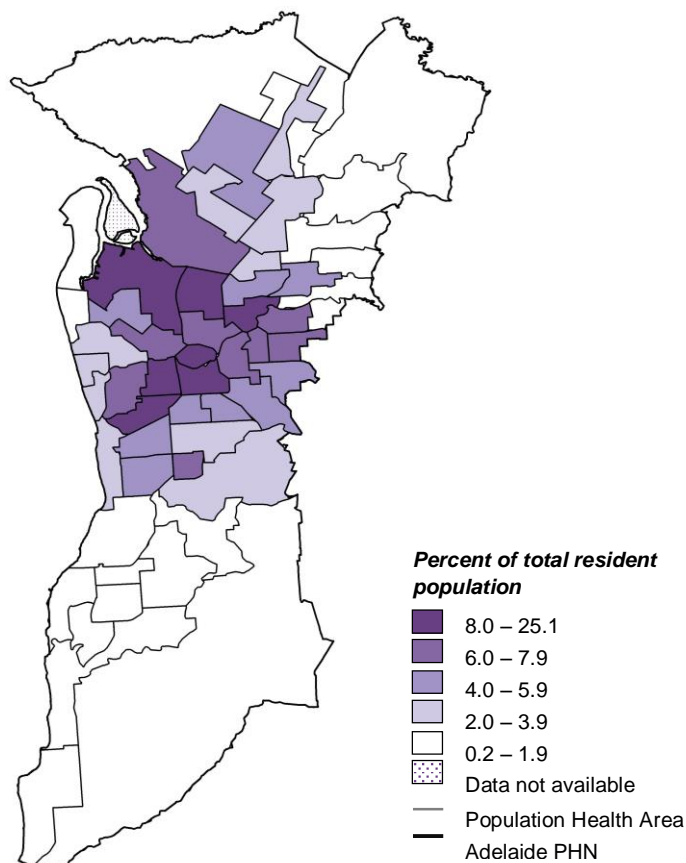 Percent of total resident
population
8.0 – 25.1
6.0 – 7.9
4.0 – 5.9
2.0 – 3.9
0.2 – 1.9
Data not available
Population Health Area
Adelaide PHN